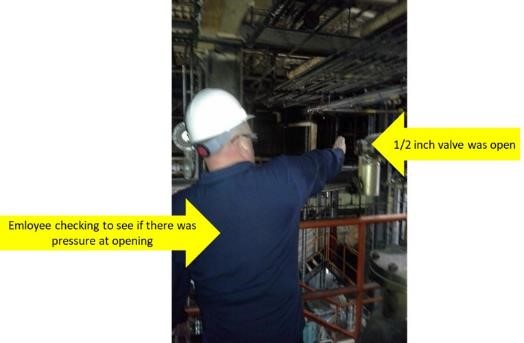 1/2 inch valve was open
Emloyee checking to see if there was
pressure at opening